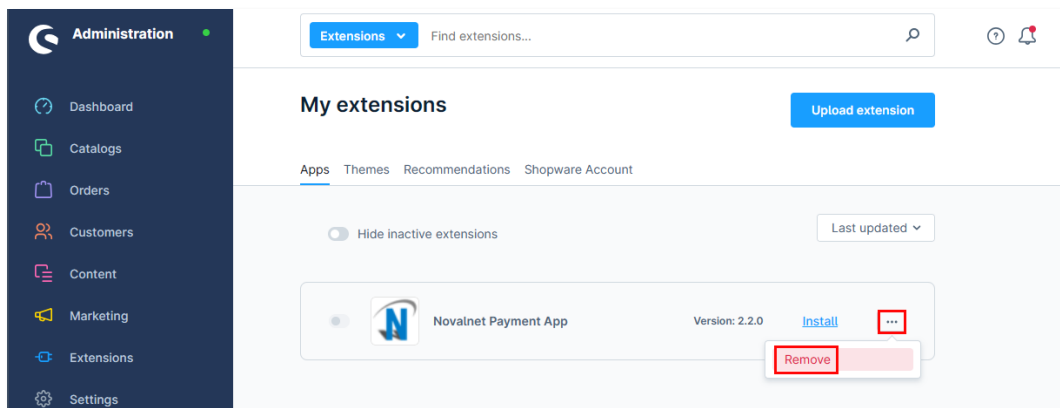 Administration
Extensions
Find extensions...
Dashboard
Catalogs
Orders
Customers
Content
Marketing
Extensions
Settings
My extensions
Upload extension
Apps Themes Recommendations Shopware Account
Hide inactive extensions
Last updated
N
Novalnet Payment App
Version: 2.2.0
Install
...
Remove